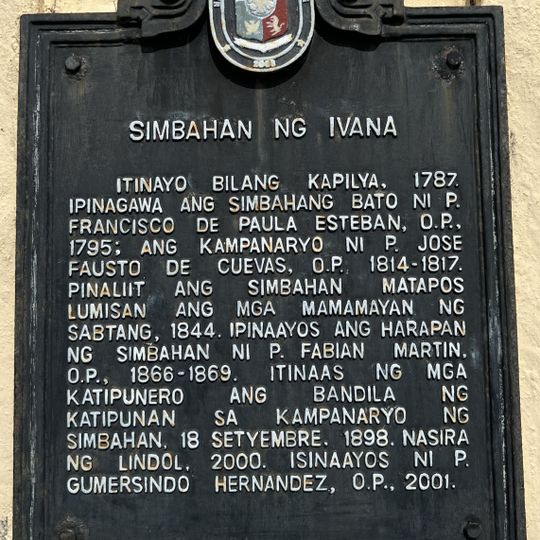 SIMBAHAN NG IVANA
ITINAYO BILANG KAPILYA, 1787.
IPINAGAWA ANG SIMBAHANG BATO NI P.
FRANCISCO DE PAULA ESTEBAN, O.P.,
1795; ANG KAMPANARYO NI P. JOSE
FAUSTO DE CUEVAS, O.P. 1814-1817.
PINALIIT ANG SIMBAHAN MATAPOS
LUMISAN ANG MGA MAMAMAYAN NG
SABTANG, 1844. IPINAAYOS ANG HARAPAN
NG SIMBAHAN NI P. FABIAN MARTIN,
O.P., 1866-1869. ITINAAS NG MGA
KATIPUNERO ANG BANDILA NG
KATIPUNAN SA KAMPANARYO NG
SIMBAHAN, 18 SETYEMBRE. 1898. NASIRA
NG LINDOL, 2000. ISINAAYOS NI P.
GUMERSINDO HERNANDEZ, O.P., 2001.